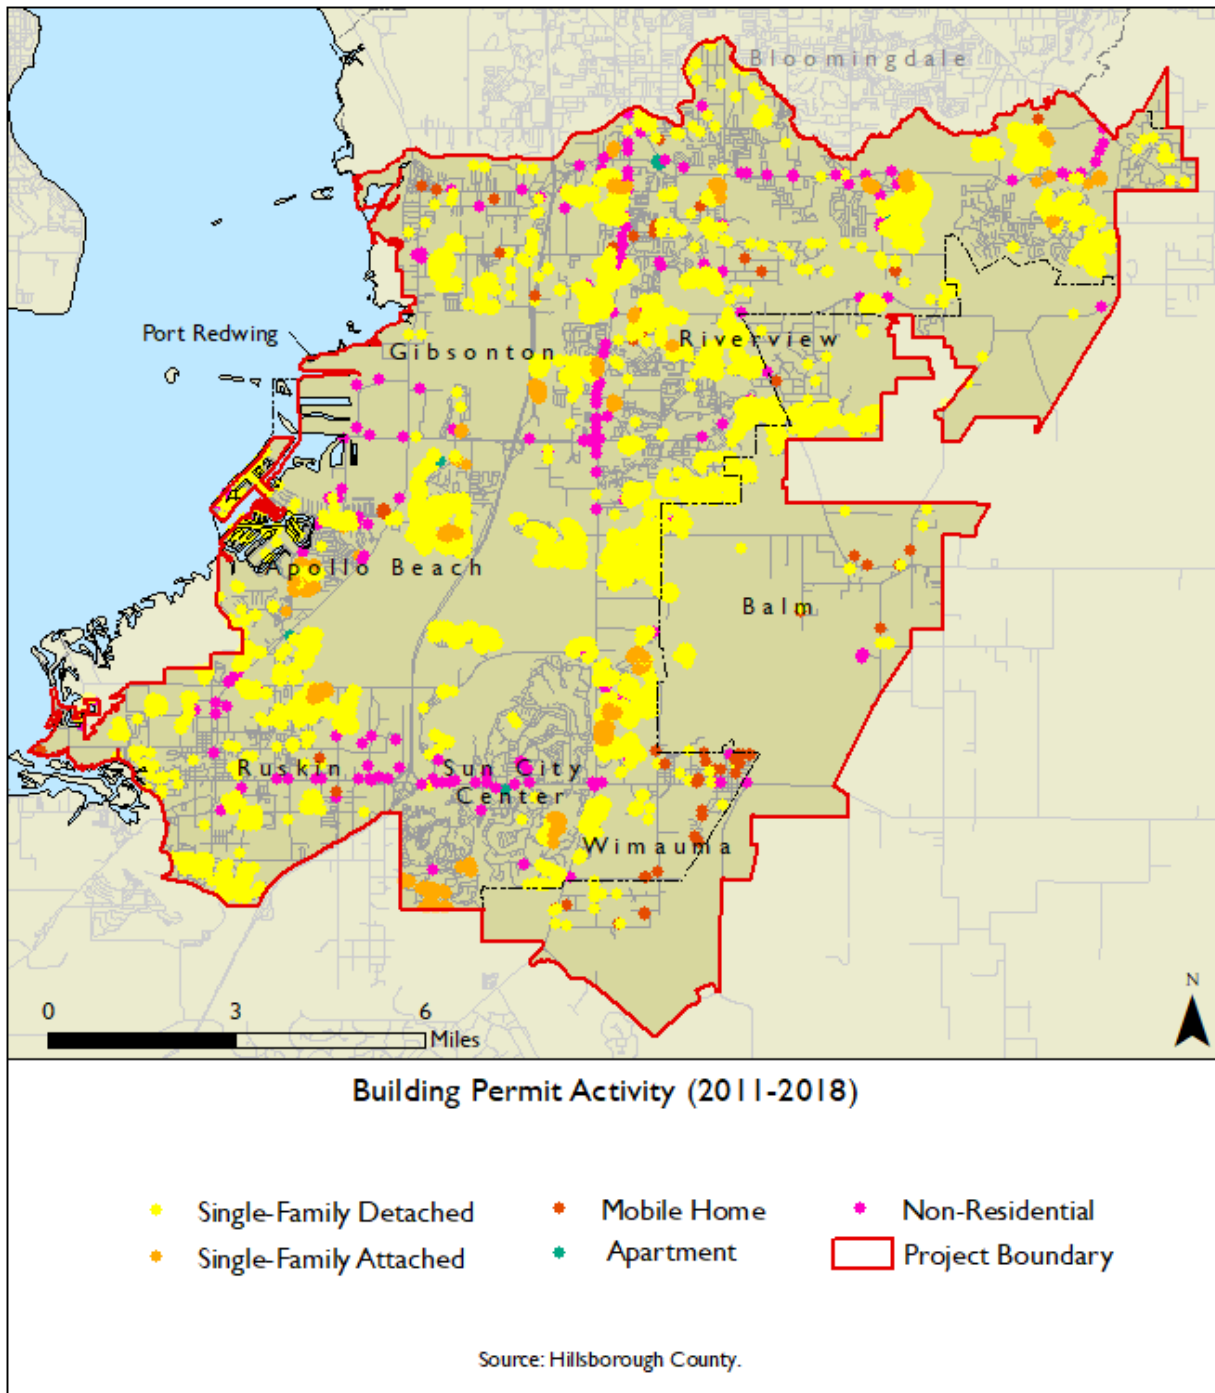 Bloomingdale
Port Redwing
Gibsonton
Riverview
Apollo Beach
Balm
Ruskin
Sun City
Center
Wimauma
0 3 6
Miles
N
Building Permit Activity (2011-2018)
Single-Family Detached
Mobile Home
Non-Residential
Single-Family Attached
Apartment
Project Boundary
Source: Hillsborough County.